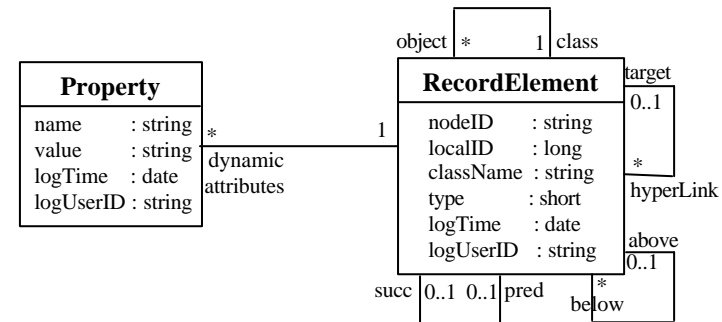 object * 1 class
Property
name : string
value : string
logTime : date
logUserID : string
* 1
dynamic
attributes
RecordElement
nodeID : string
localID : long
className : string
type : short
logTime : date
logUserID : string
target
0..1
*
hyperLink
above
0..1
*
below
succ 0..1 0..1 pred